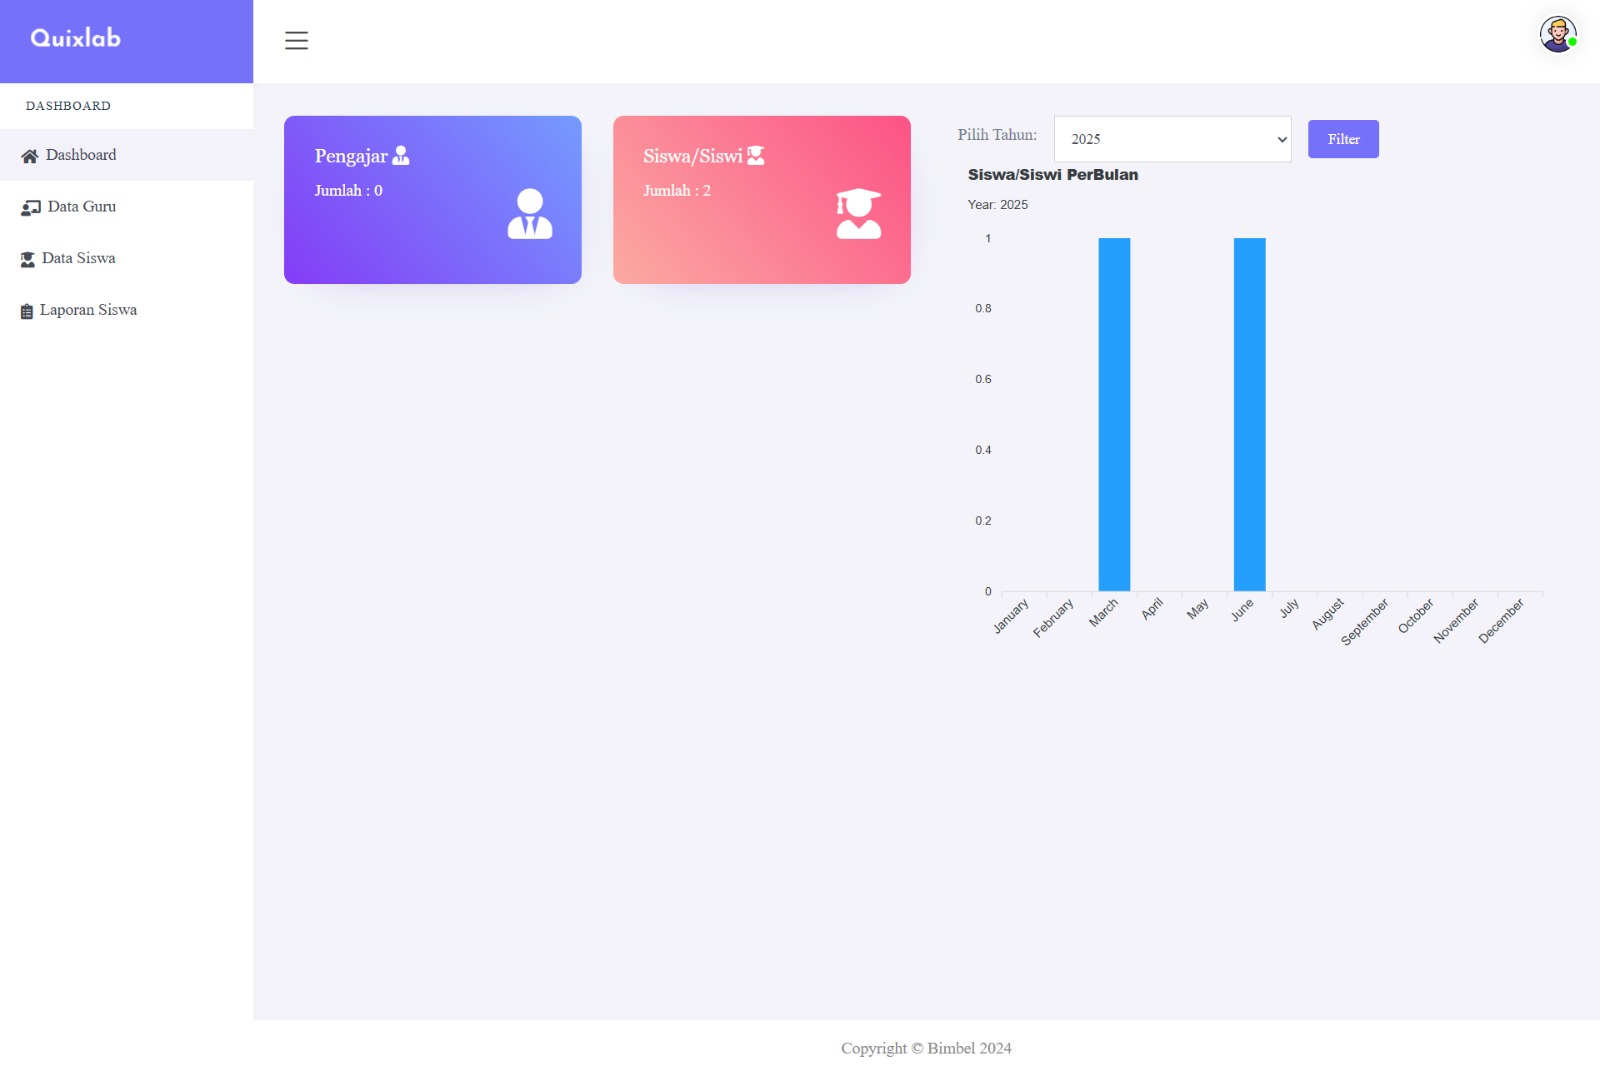 Quixlab
DASHBOARD
Dashboard
Data Guru
Data Siswa
Laporan Siswa
Pengajar
Jumlah : 0
Siswa/Siswi
Jumlah : 2
Pilih Tahun:
2025
Filter
Siswa/Siswi PerBulan
Year: 2025
1
0.8
0.6
0.4
0.2
0
January
February
March
April
May
June
July
August
September
October
November
December
Copyright © Bimbel 2024